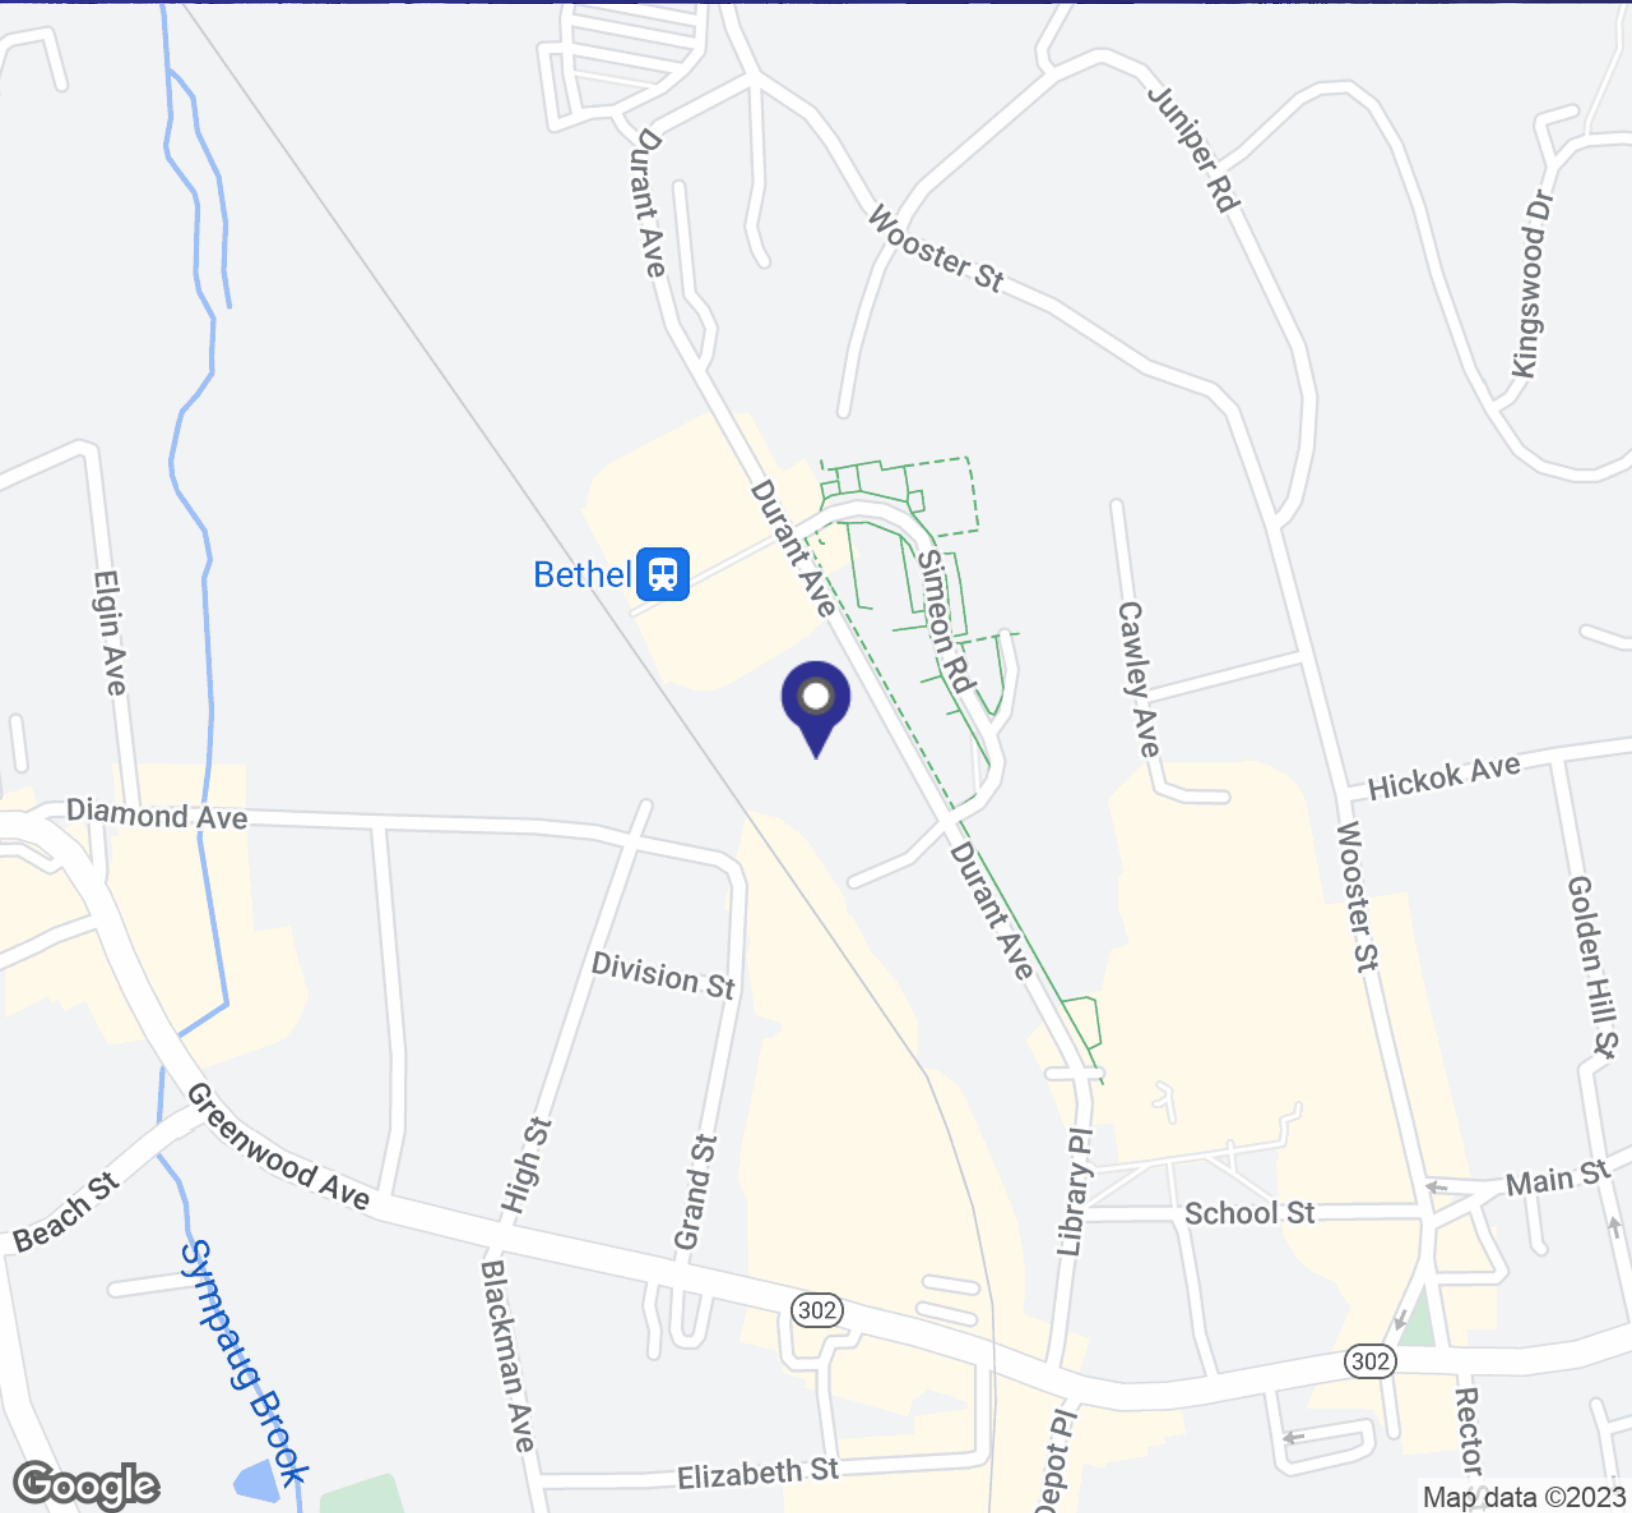 Juniper Rd
Durant Ave
Wooster St
Kingswood Dr
Durant Ave
Bethel
Simeon Rd
Elgin Ave
Cawley Ave
Hickok Ave
Diamond Ave
Wooster St
Durant Ave
Golden Hill St
Division St
Greenwood Ave
High St
Grand St
Library Pl
Main St
Beach St
School St
Sympaug Brook
Blackman Ave
302
302
Rector St
Depot Pl
Elizabeth St
Google
Map data ©2023